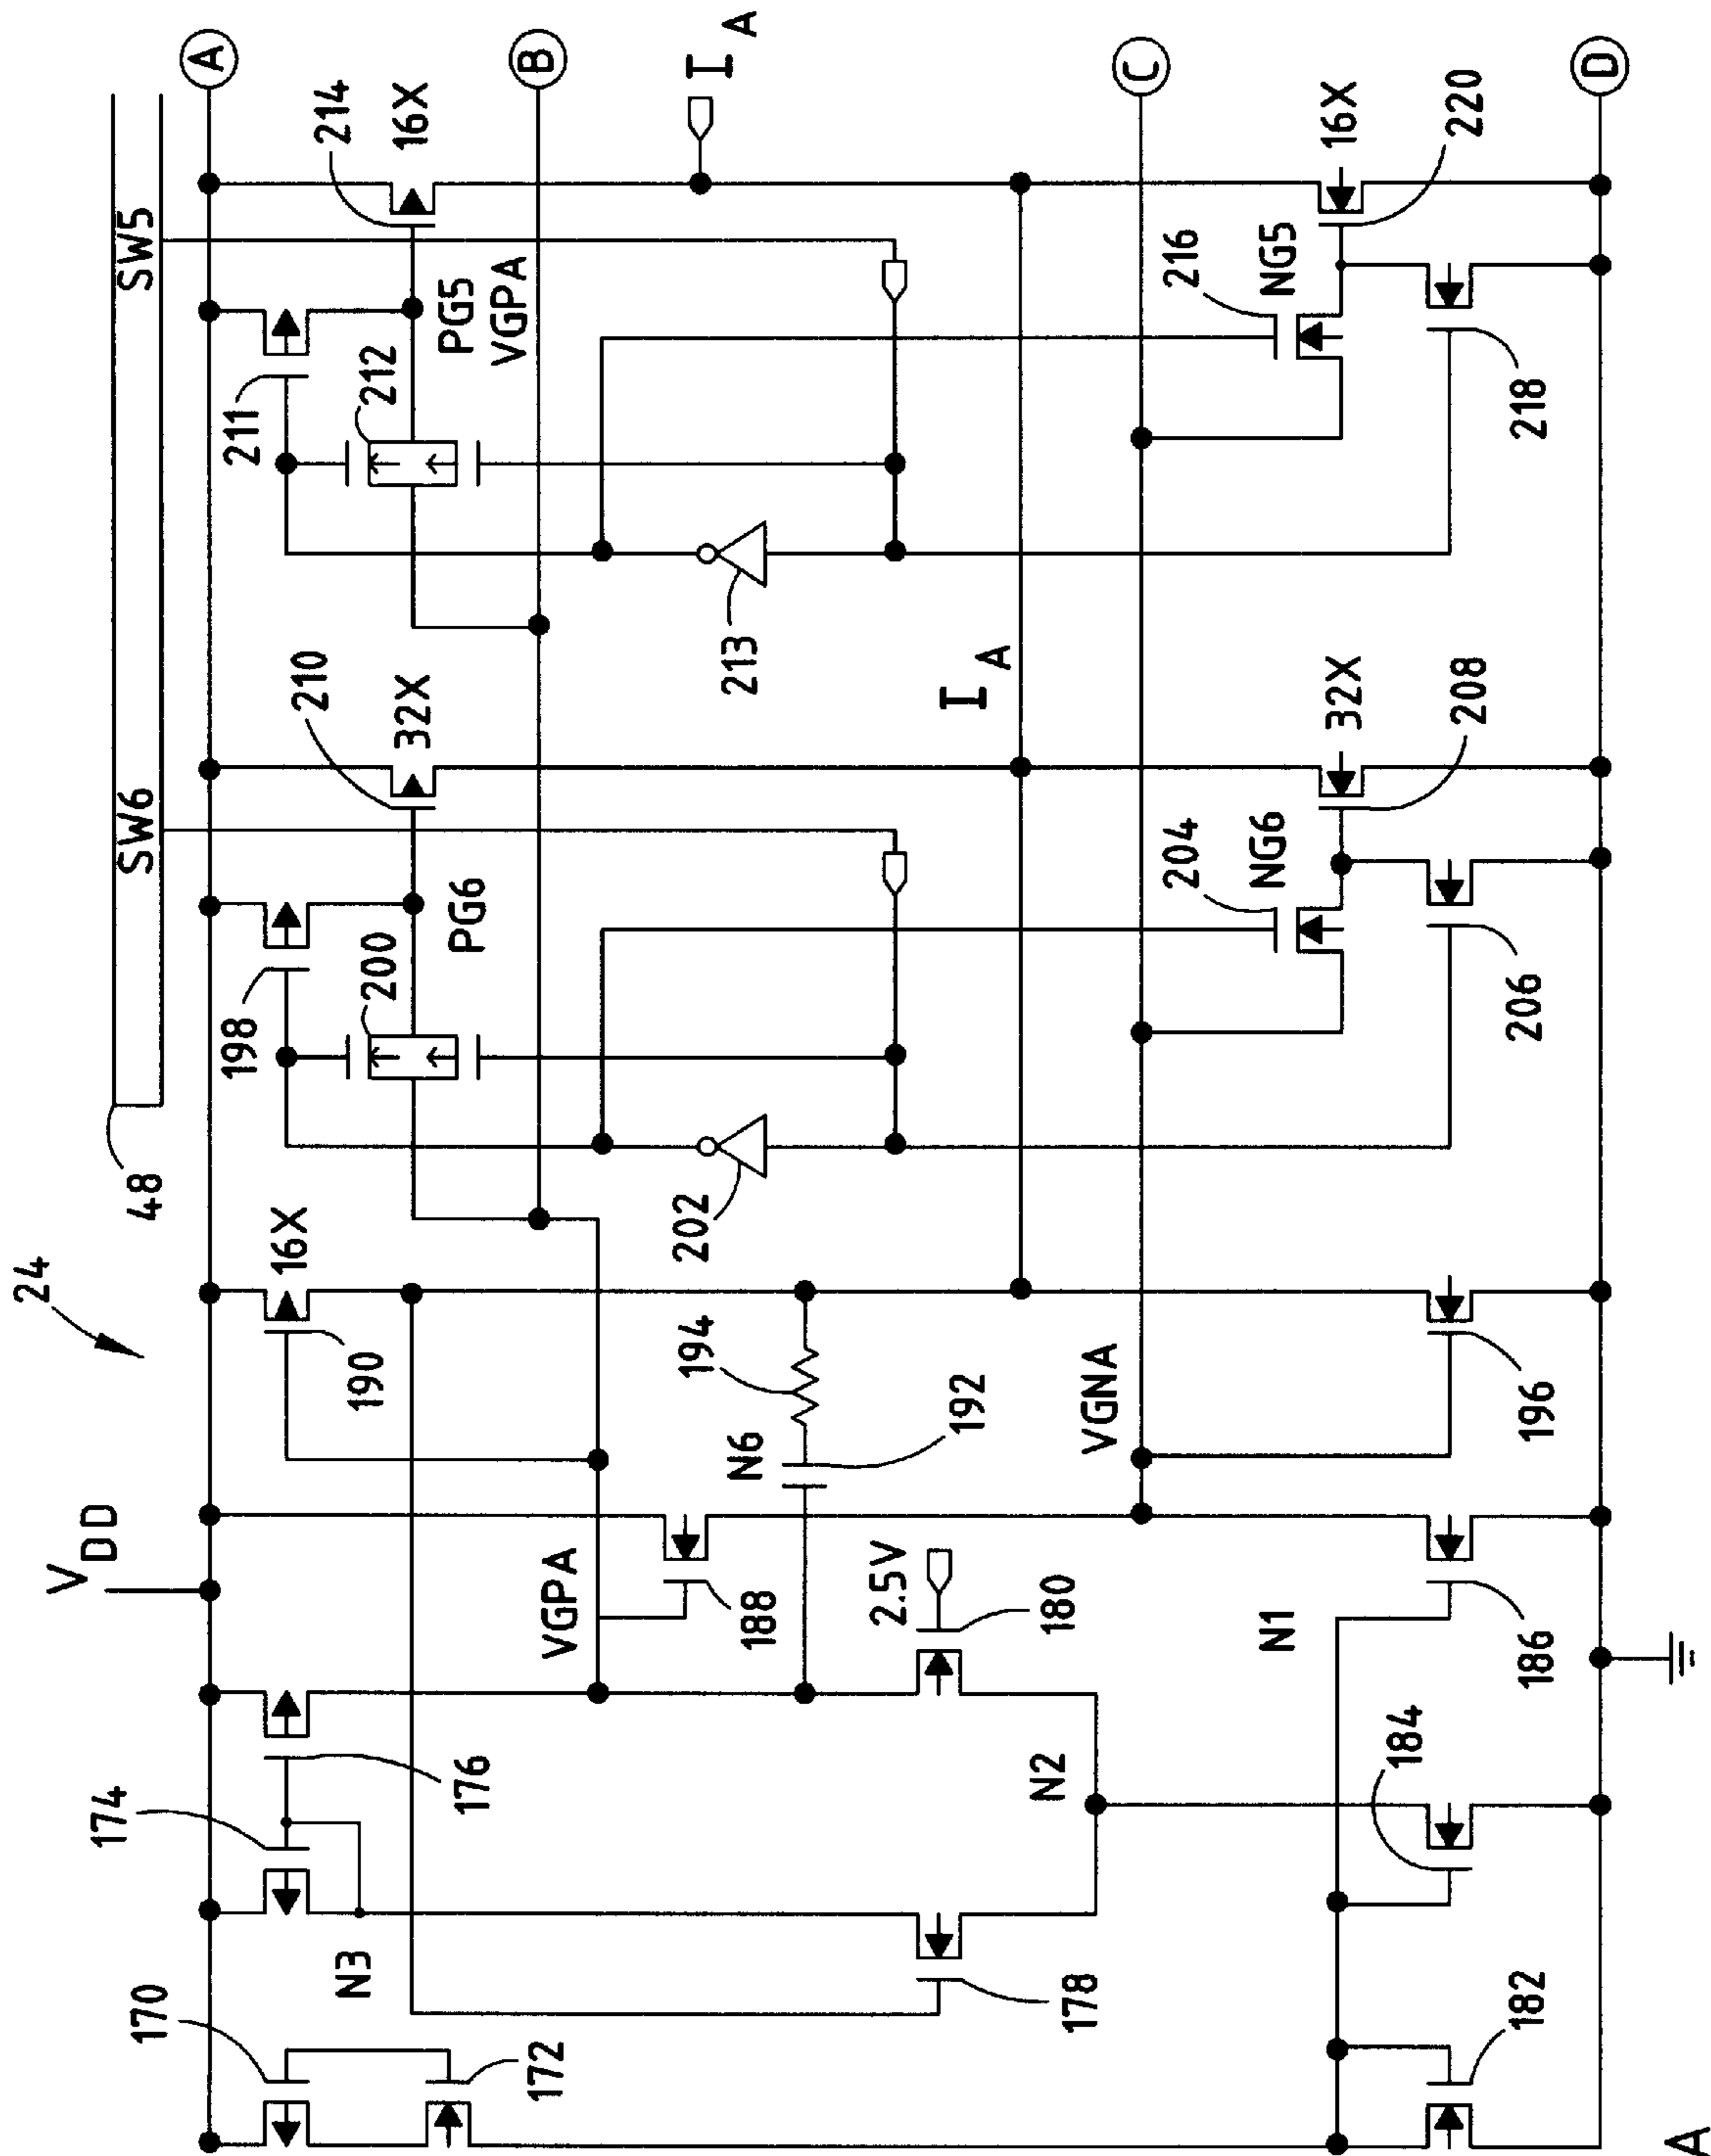 24
V DD
48
SW6
SW5
A
170
174
176
190
16X
198
200
PG6
210
32X
211
212
PG5
VGPA
214
16X
B
172
N3
VGPA
188
N6
192
194
202
213
I A
178
2.5V
180
N2
VGNA
I A
C
204
NG6
32X
208
216
NG5
16X
220
N1
182
184
186
196
206
218
D
A